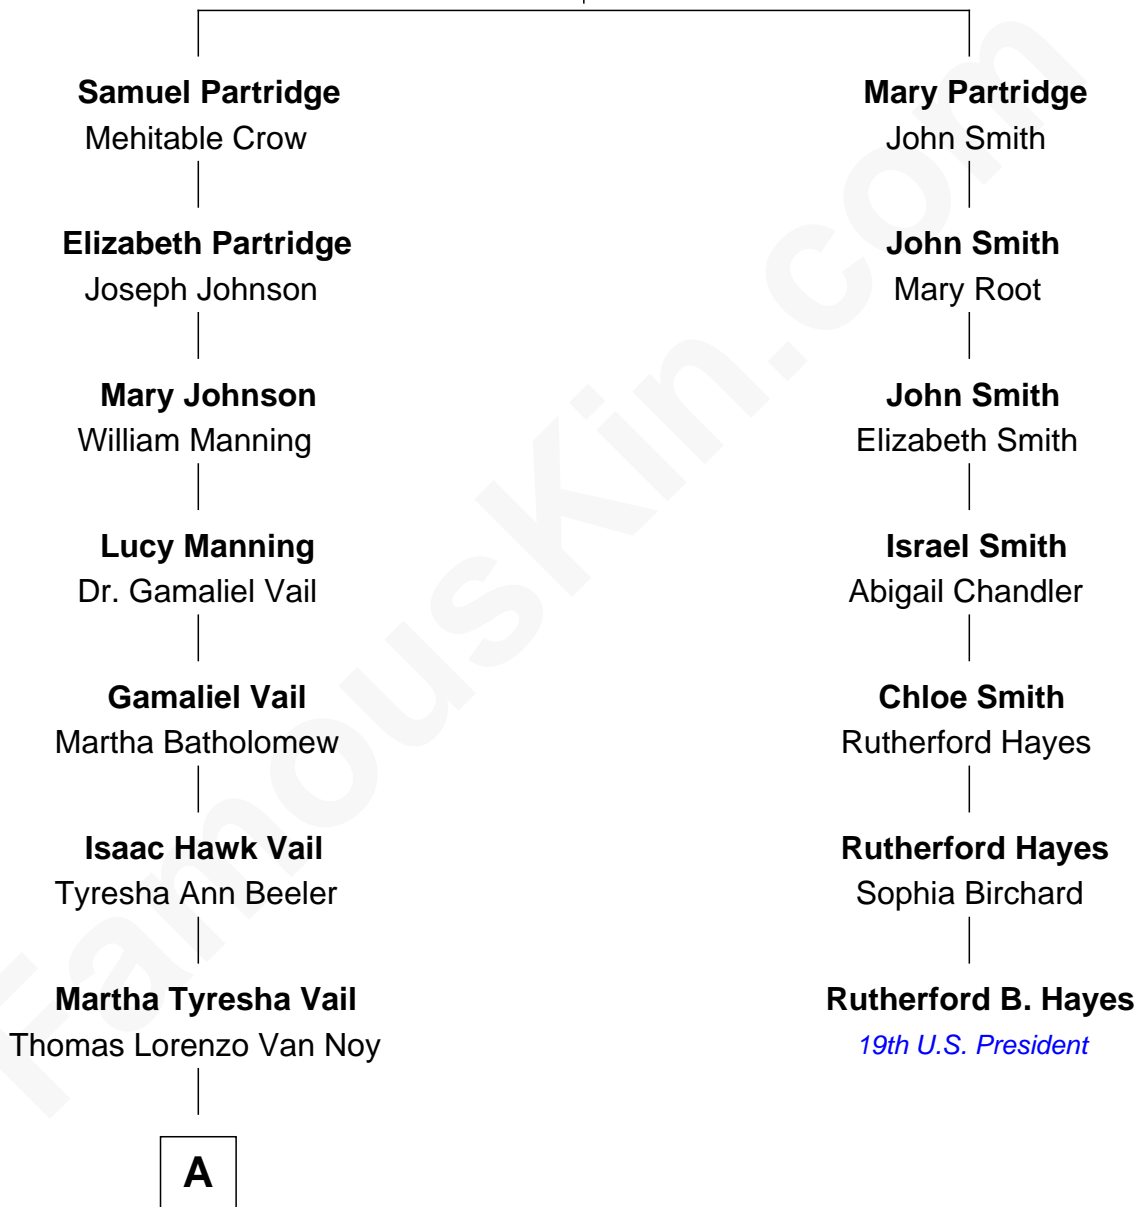 Samuel Partridge
Mehitable Crow
Elizabeth Partridge
Joseph Johnson
Mary Johnson
William Manning
Lucy Manning
Dr. Gamaliel Vail
Gamaliel Vail
Martha Batholomew
Isaac Hawk Vail
Tyresha Ann Beeler
Martha Tyresha Vail
Thomas Lorenzo Van Noy
A
Mary Partridge
John Smith
John Smith
Mary Root
John Smith
Elizabeth Smith
Israel Smith
Abigail Chandler
Chloe Smith
Rutherford Hayes
Rutherford Hayes
Sophia Birchard
Rutherford B. Hayes
19th U.S. President
FamousKin.com